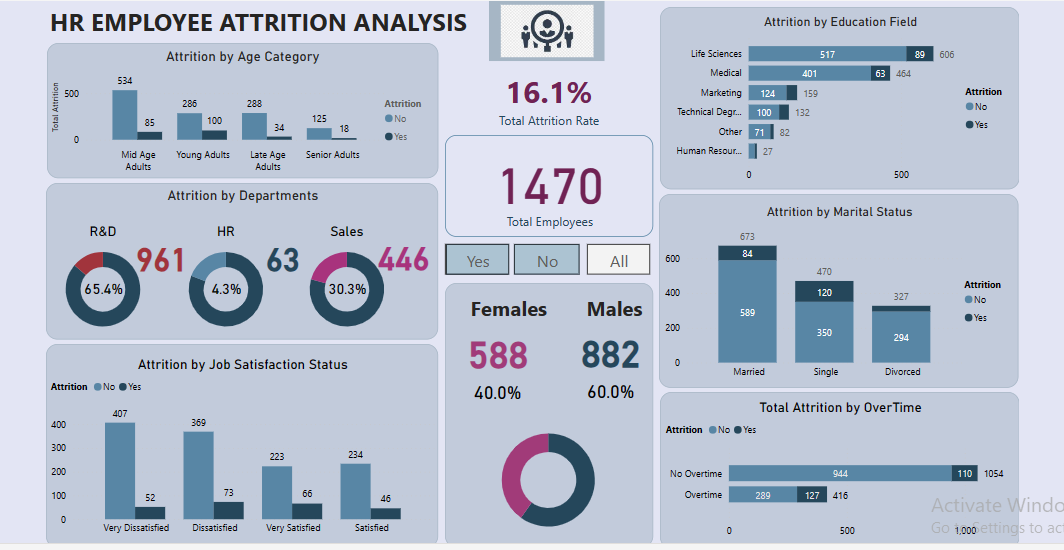 HR EMPLOYEE ATTRITION ANALYSIS
Attrition by Age Category
Total Attrition
500
0
534
85
286
100
288
34
125
18
Mid Age
Adults
Young Adults
Late Age
Adults
Senior Adults
Attrition
No
Yes
Attrition by Departments
R&D
961
65.4%
HR
63
4.3%
Sales
446
30.3%
Attrition by Job Satisfaction Status
Attrition No Yes
400
300
200
100
0
407
52
369
73
223
66
234
46
Very Dissatisfied
Dissatisfied
Very Satisfied
Satisfied
16.1%
Total Attrition Rate
1470
Total Employees
Yes No All
Females Males
588 882
40.0% 60.0%
Attrition by Education Field
Life Sciences 517 89 606
Medical 401 63 464
Marketing 124 159
Technical Degr... 100 132
Other 71 82
Human Resour... 27
0 500
Attrition
No
Yes
Attrition by Marital Status
600
400
200
0
673
84
589
470
120
350
327
294
Married Single Divorced
Attrition
No
Yes
Total Attrition by OverTime
Attrition No Yes
No Overtime 944 110 1054
Overtime 289 127 416
0 500 1,000
Activate Windo
Go to Settings to act